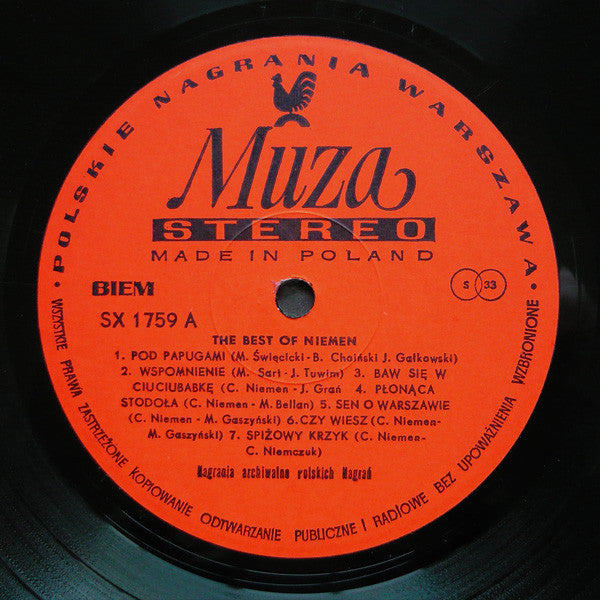 • POLSKIE NAGRANIA WARSZAWA •
Muza
STEREO
MADE IN POLAND
BIEM
S 33
SX 1759 A
THE BEST OF NIEMEN
1. POD PAPUGAMI (M. Święcicki - B. Choiński J. Gałkowski)
2. WSPOMNIENIE (M. Sart - J. Tuwim) 3. BAW SIĘ W
CIUCIUBABKĘ (C. Niemen - J. Grań) 4. PŁONĄCA
STODOŁA (C. Niemen - M. Bellan) 5. SEN O WARSZAWIE
(C. Niemen - M. Gaszyński) 6. CZY WIESZ (C. Niemen-
M. Gaszyński) 7. SPIŻOWY KRZYK (C. Niemen-
C. Niemczuk)
Nagrania archiwalne Polskich Nagrań
WSZYSTKIE PRAWA ZASTRZEŻONE KOPIOWANIE ODTWARZANIE PUBLICZNE I RADIOWE BEZ UPOWAŻNIENIA WZBRONIONE